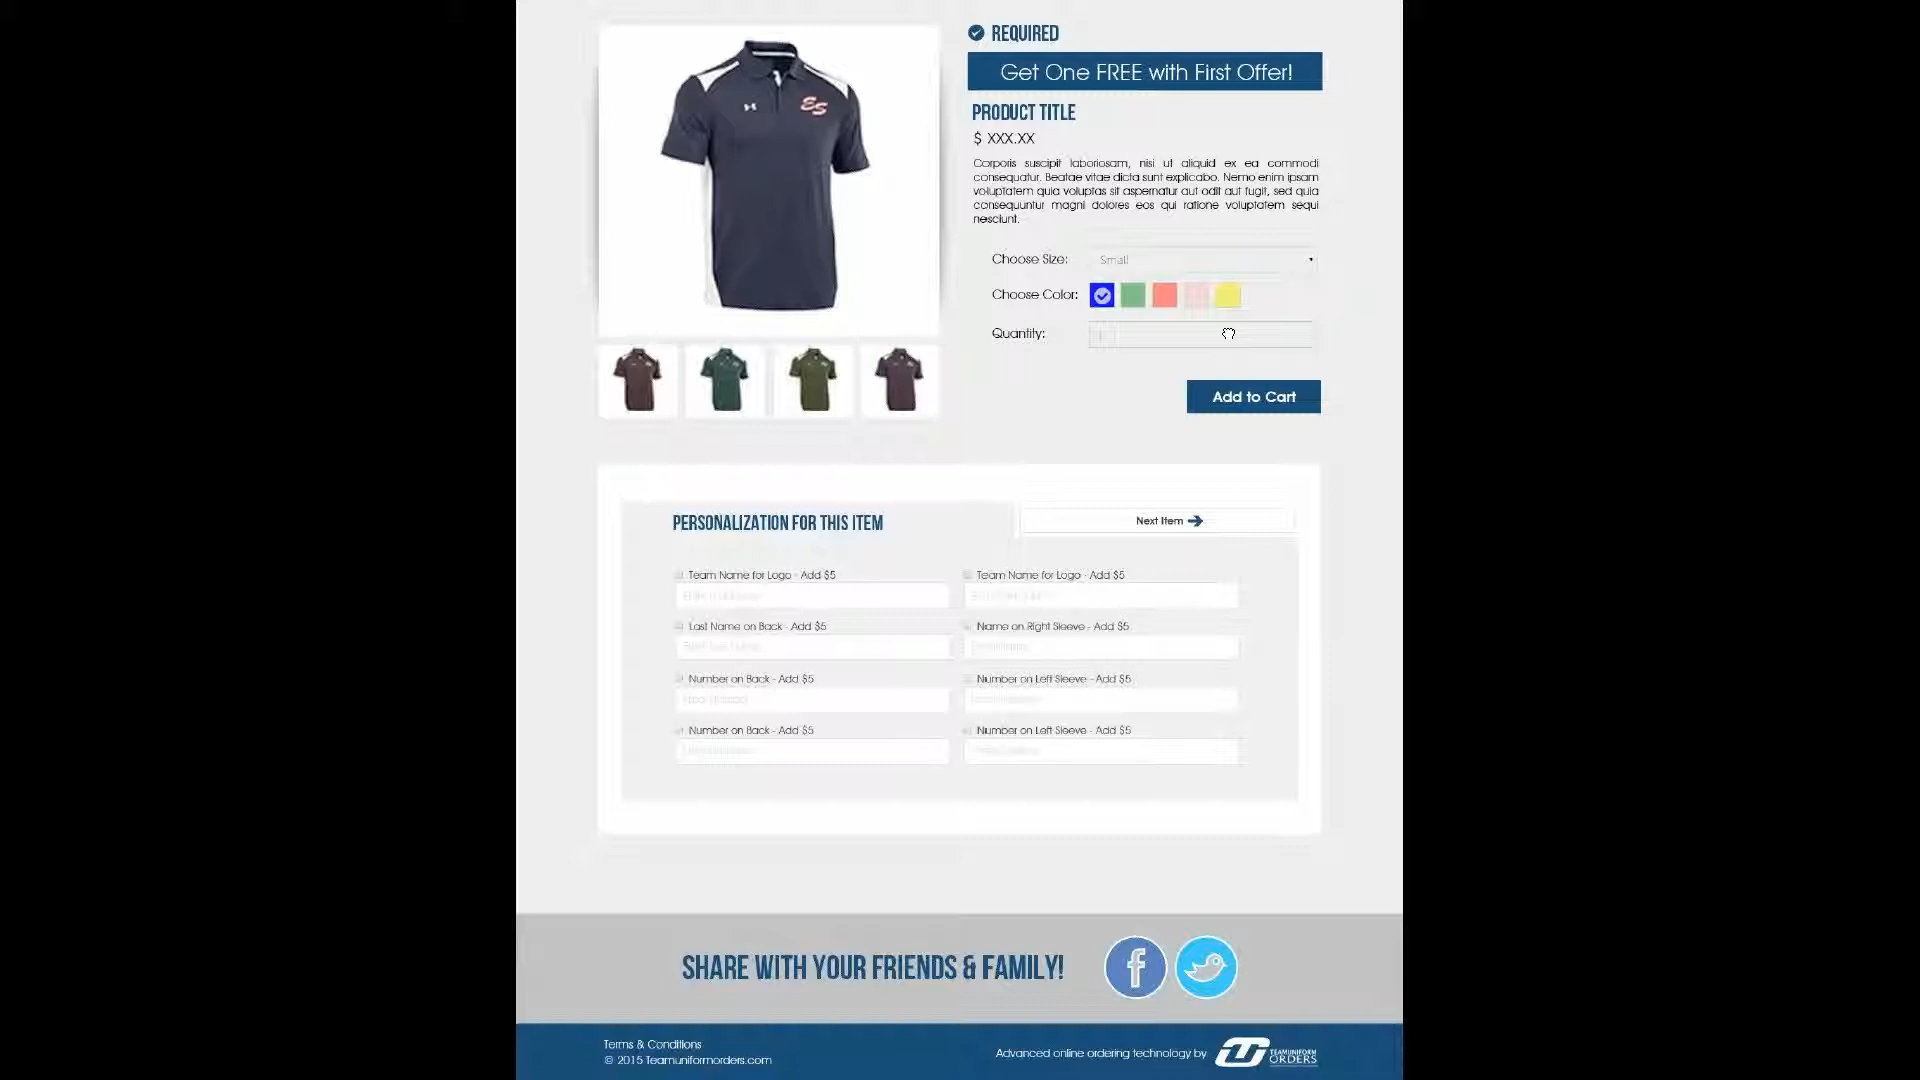 REQUIRED
Get One FREE with First Offer!
PRODUCT TITLE
$ XXX.XX
Corporis suscipit laboriosam, nisi ut aliquid ex ea commodi
consequatur. Beatae vitae dicta sunt explicabo. Nemo enim ipsam
voluptatem quia voluptas sit aspernatur aut odit aut fugit, sed quia
consequuntur magni dolores eos qui ratione voluptatem sequi
nesciunt.
Choose Size: Small
Choose Color:
Quantity:
Add to Cart
ES
PERSONALIZATION FOR THIS ITEM
Next Item
Team Name for Logo - Add $5
Team Name for Logo - Add $5
Last Name on Back - Add $5
Name on Right Sleeve - Add $5
Number on Back - Add $5
Number on Left Sleeve - Add $5
Number on Back - Add $5
Number on Left Sleeve - Add $5
SHARE WITH YOUR FRIENDS & FAMILY!
Terms & Conditions
© 2015 Teamuniformorders.com
Advanced online ordering technology by
TEAMUNIFORM
ORDERS